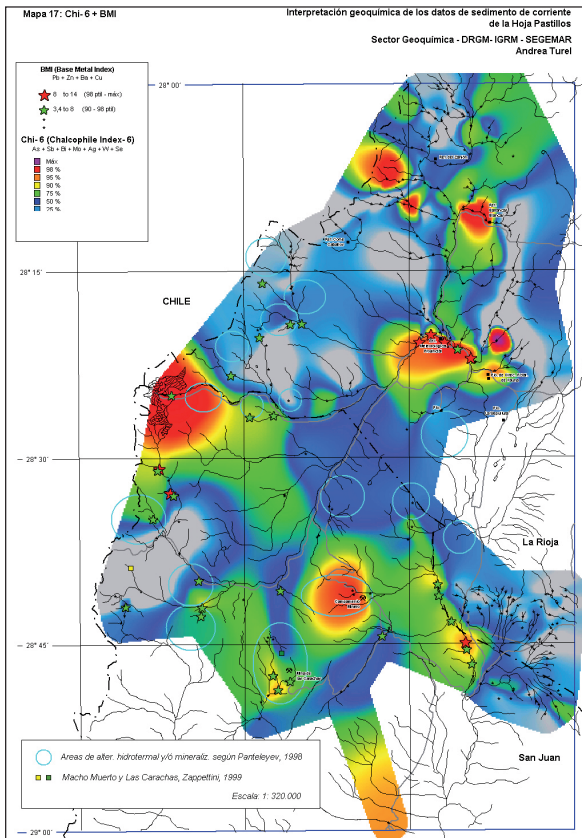 Mapa 17: Chi- 6 + BMI
Interpretación geoquímica de los datos de sedimento de corriente
de la Hoja Pastillos
Sector Geoquímica - DRGM- IGRM - SEGEMAR
Andrea Turel
BMI (Base Metal Index)
Pb + Zn + Ba + Cu
8 to 14 (98 ptil - máx)
3,4 to 8 (90 - 98 ptil)
Chi- 6 (Chalcophile Index- 6)
As + Sb + Bi + Mo + Ag + W + Se
Máx
98 %
95 %
90 %
75 %
50 %
25 %
28° 00'
28° 15'
CHILE
28° 30'
La Rioja
28° 45'
San Juan
Areas de alter. hidrotermal y/ó mineraliz. según Panteleyev, 1998
Macho Muerto y Las Carachas, Zappettini, 1999
Escala: 1: 320.000
29° 00'